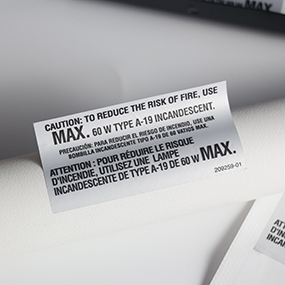 MAX.
CAUTION: TO REDUCE THE RISK OF FIRE, USE
MAX. 60 W TYPE A-19 INCANDESCENT.
PRECAUCIÓN: PARA REDUCIR EL RIESGO DE INCENDIO, USE UNA
BOMBILLA INCANDESCENTE TIPO A-19 DE 60 VATIOS MAX.
ATTENTION : POUR RÉDUIRE LE RISQUE
D'INCENDIE, UTILISEZ UNE LAMPE
INCANDESCENTE DE TYPE A-19 DE 60 W MAX.
209259-01